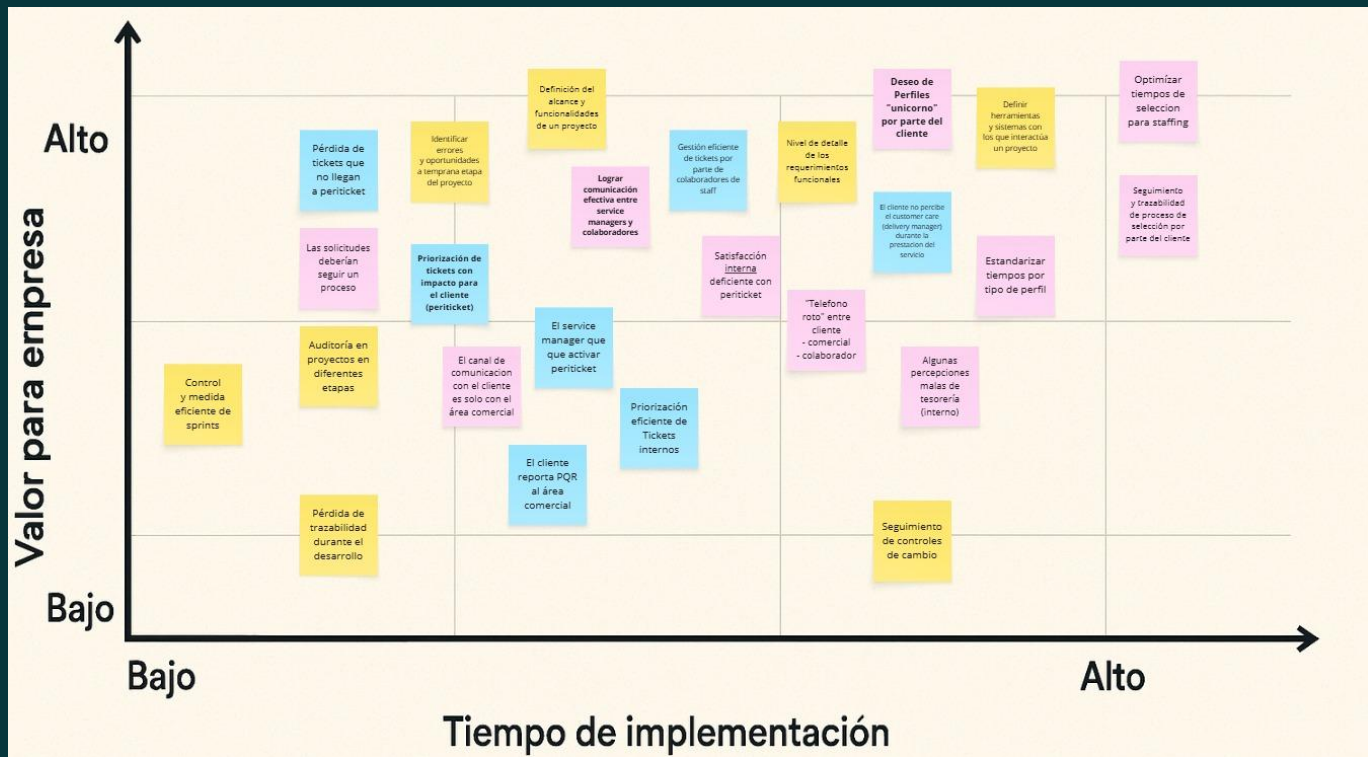 Valor para empresa
Alto
Bajo
Pérdida de
tickets que
no llegan
a periticket
Identificar
errores
y oportunidades
a temprana etapa
del proyecto
Definición del
alcance y
funcionalidades
de un proyecto
Lograr
comunicación
efectiva entre
service
managers y
colaboradores
Gestión eficiente
de tickets por
parte de
colaboradores de
staff
Nivel de detalle
de los
requerimientos
funcionales
Deseo de
Perfiles
"unicorno"
por parte del
cliente
Definir
herramientas
y sistemas con
los que interactúa
un proyecto
Optimízar
tiempos de
seleccion
para staffing
Las solicitudes
deberían
seguir un
proceso
Priorización de
tickets con
impacto para
el cliente
(periticket)
Satisfacción
interna
deficiente con
periticket
El cliente no percibe
el customer care
(delivery manager)
durante la
prestacion del
servicio
Estandarizar
tiempos por
tipo de perfil
Seguimiento
y trazabilidad
de proceso de
selección por
parte del cliente
"Telefono
roto" entre
cliente
- comercial
- colaborador
Control
y medida
eficiente de
sprints
Auditoría en
proyectos en
diferentes
etapas
El canal de
comunicacion
con el cliente
es solo con el
área comercial
El service
manager que
que activar
periticket
Priorización
eficiente de
Tickets
internos
Algunas
percepciones
malas de
tesorería
(interno)
El cliente
reporta PQR
al área
comercial
Pérdida de
trazabilidad
durante el
desarrollo
Seguimiento
de controles
de cambio
Bajo
Alto
Tiempo de implementación